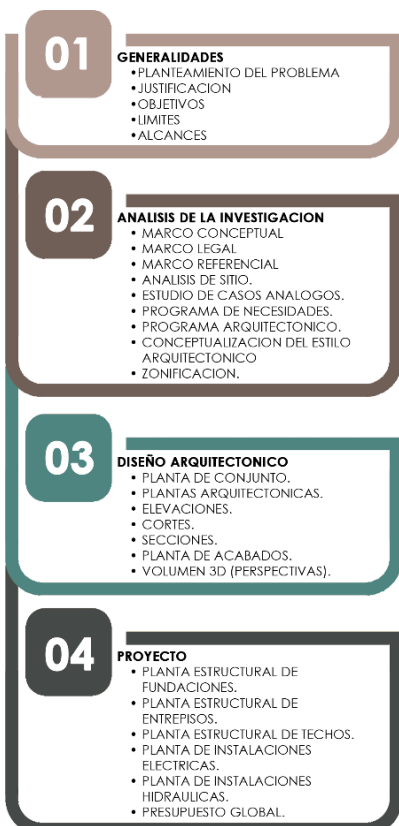 01
GENERALIDADES
•PLANTEAMIENTO DEL PROBLEMA
•JUSTIFICACION
•OBJETIVOS
•LIMITES
•ALCANCES
02
ANALISIS DE LA INVESTIGACION
• MARCO CONCEPTUAL
• MARCO LEGAL
• MARCO REFERENCIAL
• ANALISIS DE SITIO.
• ESTUDIO DE CASOS ANALOGOS.
• PROGRAMA DE NECESIDADES.
• PROGRAMA ARQUITECTONICO.
• CONCEPTUALIZACION DEL ESTILO
ARQUITECTONICO
• ZONIFICACION.
03
DISEÑO ARQUITECTONICO
• PLANTA DE CONJUNTO.
• PLANTAS ARQUITECTONICAS.
• ELEVACIONES.
• CORTES.
• SECCIONES.
• PLANTA DE ACABADOS.
• VOLUMEN 3D (PERSPECTIVAS).
04
PROYECTO
• PLANTA ESTRUCTURAL DE
FUNDACIONES.
• PLANTA ESTRUCTURAL DE
ENTREPISOS.
• PLANTA ESTRUCTURAL DE TECHOS.
• PLANTA DE INSTALACIONES
ELECTRICAS.
• PLANTA DE INSTALACIONES
HIDRAULICAS.
• PRESUPUESTO GLOBAL.